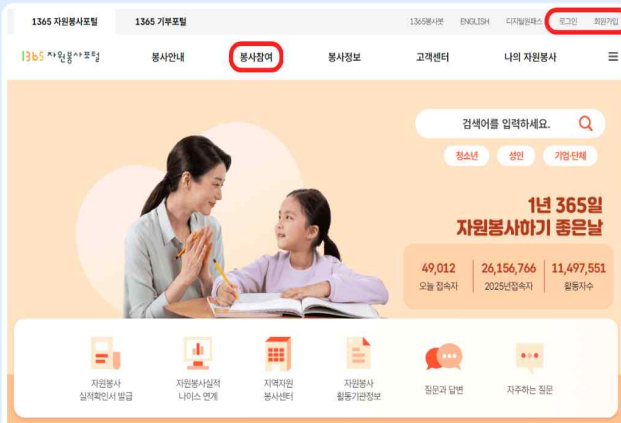 1365 자원봉사포털 1365 기부포털 1365봉사봇 ENGLISH 디지털원패스 로그인 회원가입
1365 자원봉사포털 봉사안내 봉사참여 봉사정보 고객센터 나의 자원봉사
검색어를 입력하세요.
청소년 성인 기업·단체
1년 365일
자원봉사하기 좋은날
49,012 26,156,766 11,497,551
오늘 접속자 2025년접속자 활동자수
자원봉사 자원봉사실적 지역자원 자원봉사 질문과 답변 자주하는 질문
실적확인서 발급 나이스 연계 봉사센터 활동기관정보